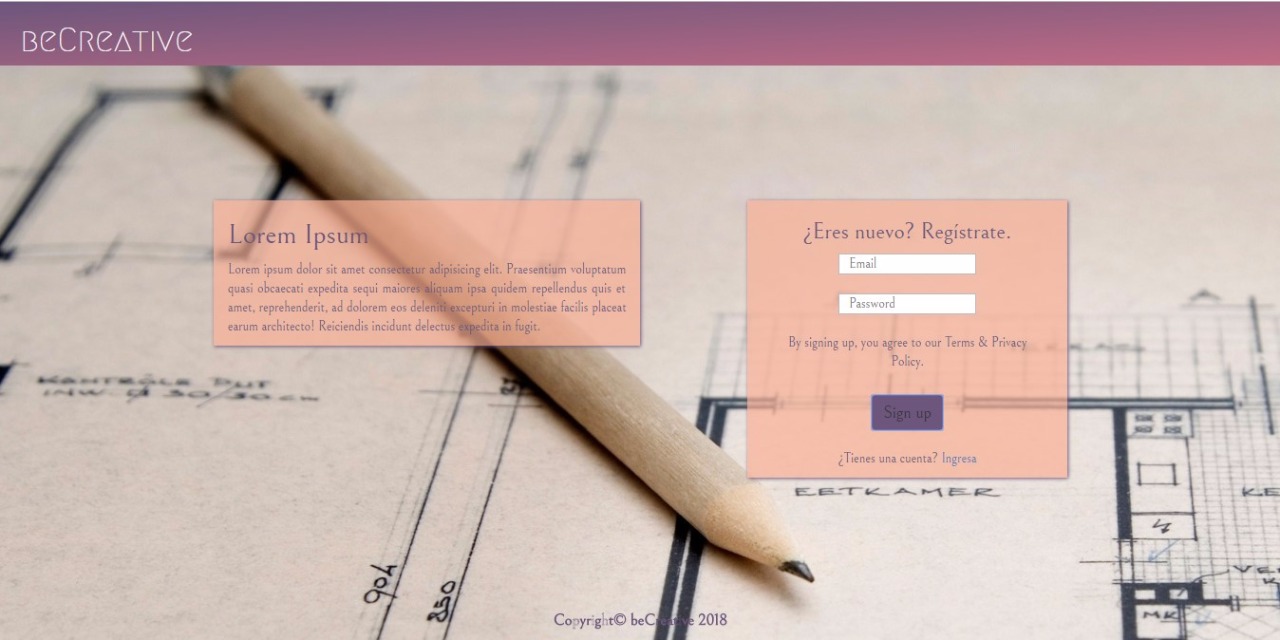 beCreative
Lorem Ipsum
Lorem ipsum dolor sit amet consectetur adipisicing elit. Praesentium voluptatum
quasi obcaecati expedita sequi maiores aliquam ipsa quidem repellendus quis et
amet, reprehenderit, ad dolorem eos deleniti excepturi in molestiae facilis placeat
earum architecto! Reiciendis incidunt delectus expedita in fugit.
¿Eres nuevo? Regístrate.
Email
Password
By signing up, you agree to our Terms & Privacy
Policy.
Sign up
¿Tienes una cuenta? Ingresa
KONTRÔLE PUT
INW. Ø 30/30 cm
EETKAMER
904
850
MK
Copyright© beCreative 2018